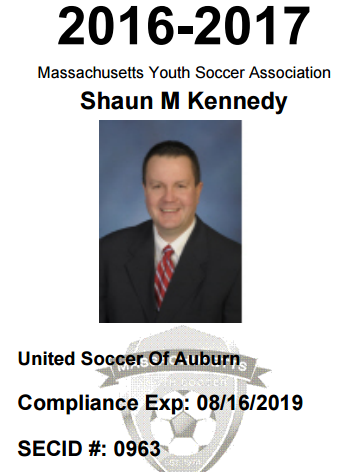 2016-2017
Massachusetts Youth Soccer Association
Shaun M Kennedy
United Soccer Of Auburn
Compliance Exp: 08/16/2019
SECID #: 0963